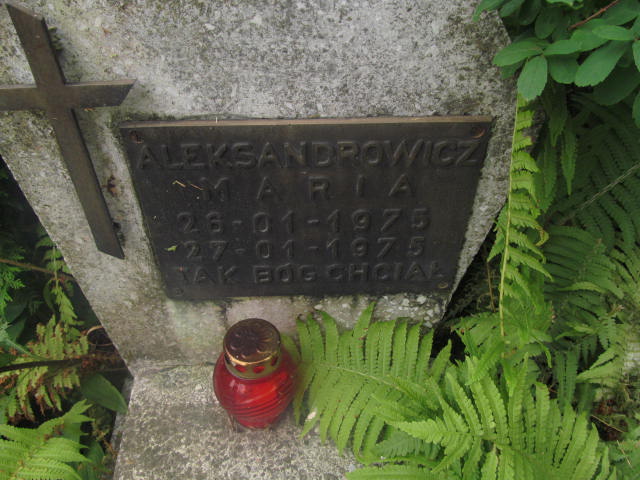 ALEKSANDROWICZ
MARIA
26-01-1975
27-01-1975
TAK BÓG CHCIAŁ